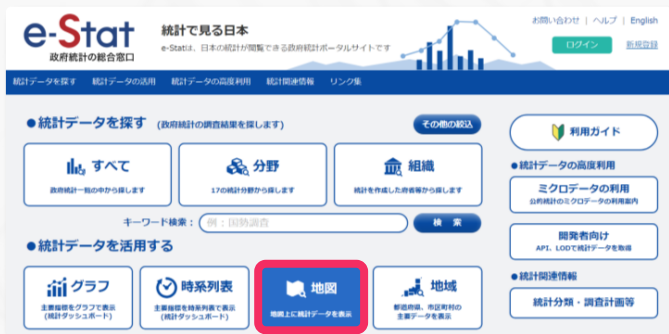 e-Stat
政府統計の総合窓口
統計で見る日本
e-Statは、日本の統計が閲覧できる政府統計ポータルサイトです
お問い合わせ | ヘルプ | English
ログイン 新規登録
統計データを探す 統計データの活用 統計データの高度利用 統計関連情報 リンク集
●統計データを探す (政府統計の調査結果を探します) その他の絞込
すべて
政府統計一覧の中から探します
分野
17の統計分野から探します
組織
統計を作成した府省等から探します
キーワード検索： 例：国勢調査 検索
●統計データを活用する
グラフ
主要指標をグラフで表示
(統計ダッシュボード)
時系列表
主要指標を時系列表で表示
(統計ダッシュボード)
地図
地図上に統計データを表示
地域
都道府県、市区町村の
主要データを表示
利用ガイド
●統計データの高度利用
ミクロデータの利用
公的統計のミクロデータの利用案内
開発者向け
API、LODで統計データを取得
●統計関連情報
統計分類・調査計画等